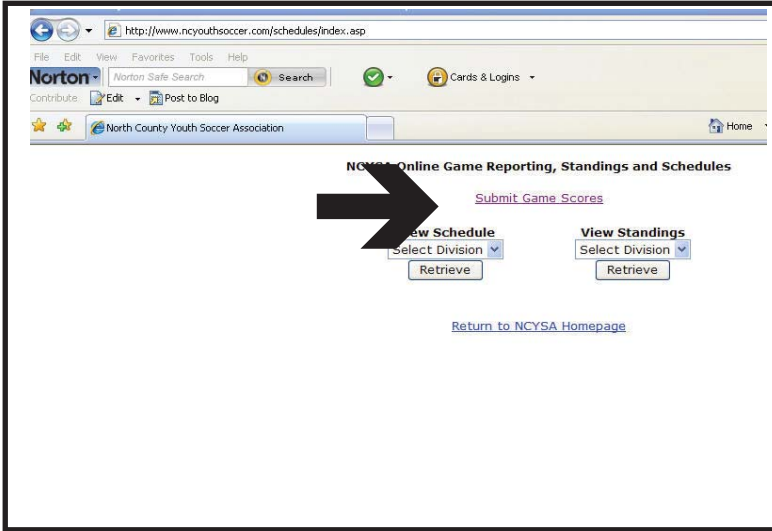 http://www.ncyouthsoccer.com/schedules/index.asp
File Edit View Favorites Tools Help
Norton Norton Safe Search Search Cards & Logins
Contribute Edit Post to Blog
North County Youth Soccer Association Home
Online Game Reporting, Standings and Schedules
Submit Game Scores
Schedule View Standings
Select Division Select Division
Retrieve Retrieve
Return to NCYSA Homepage